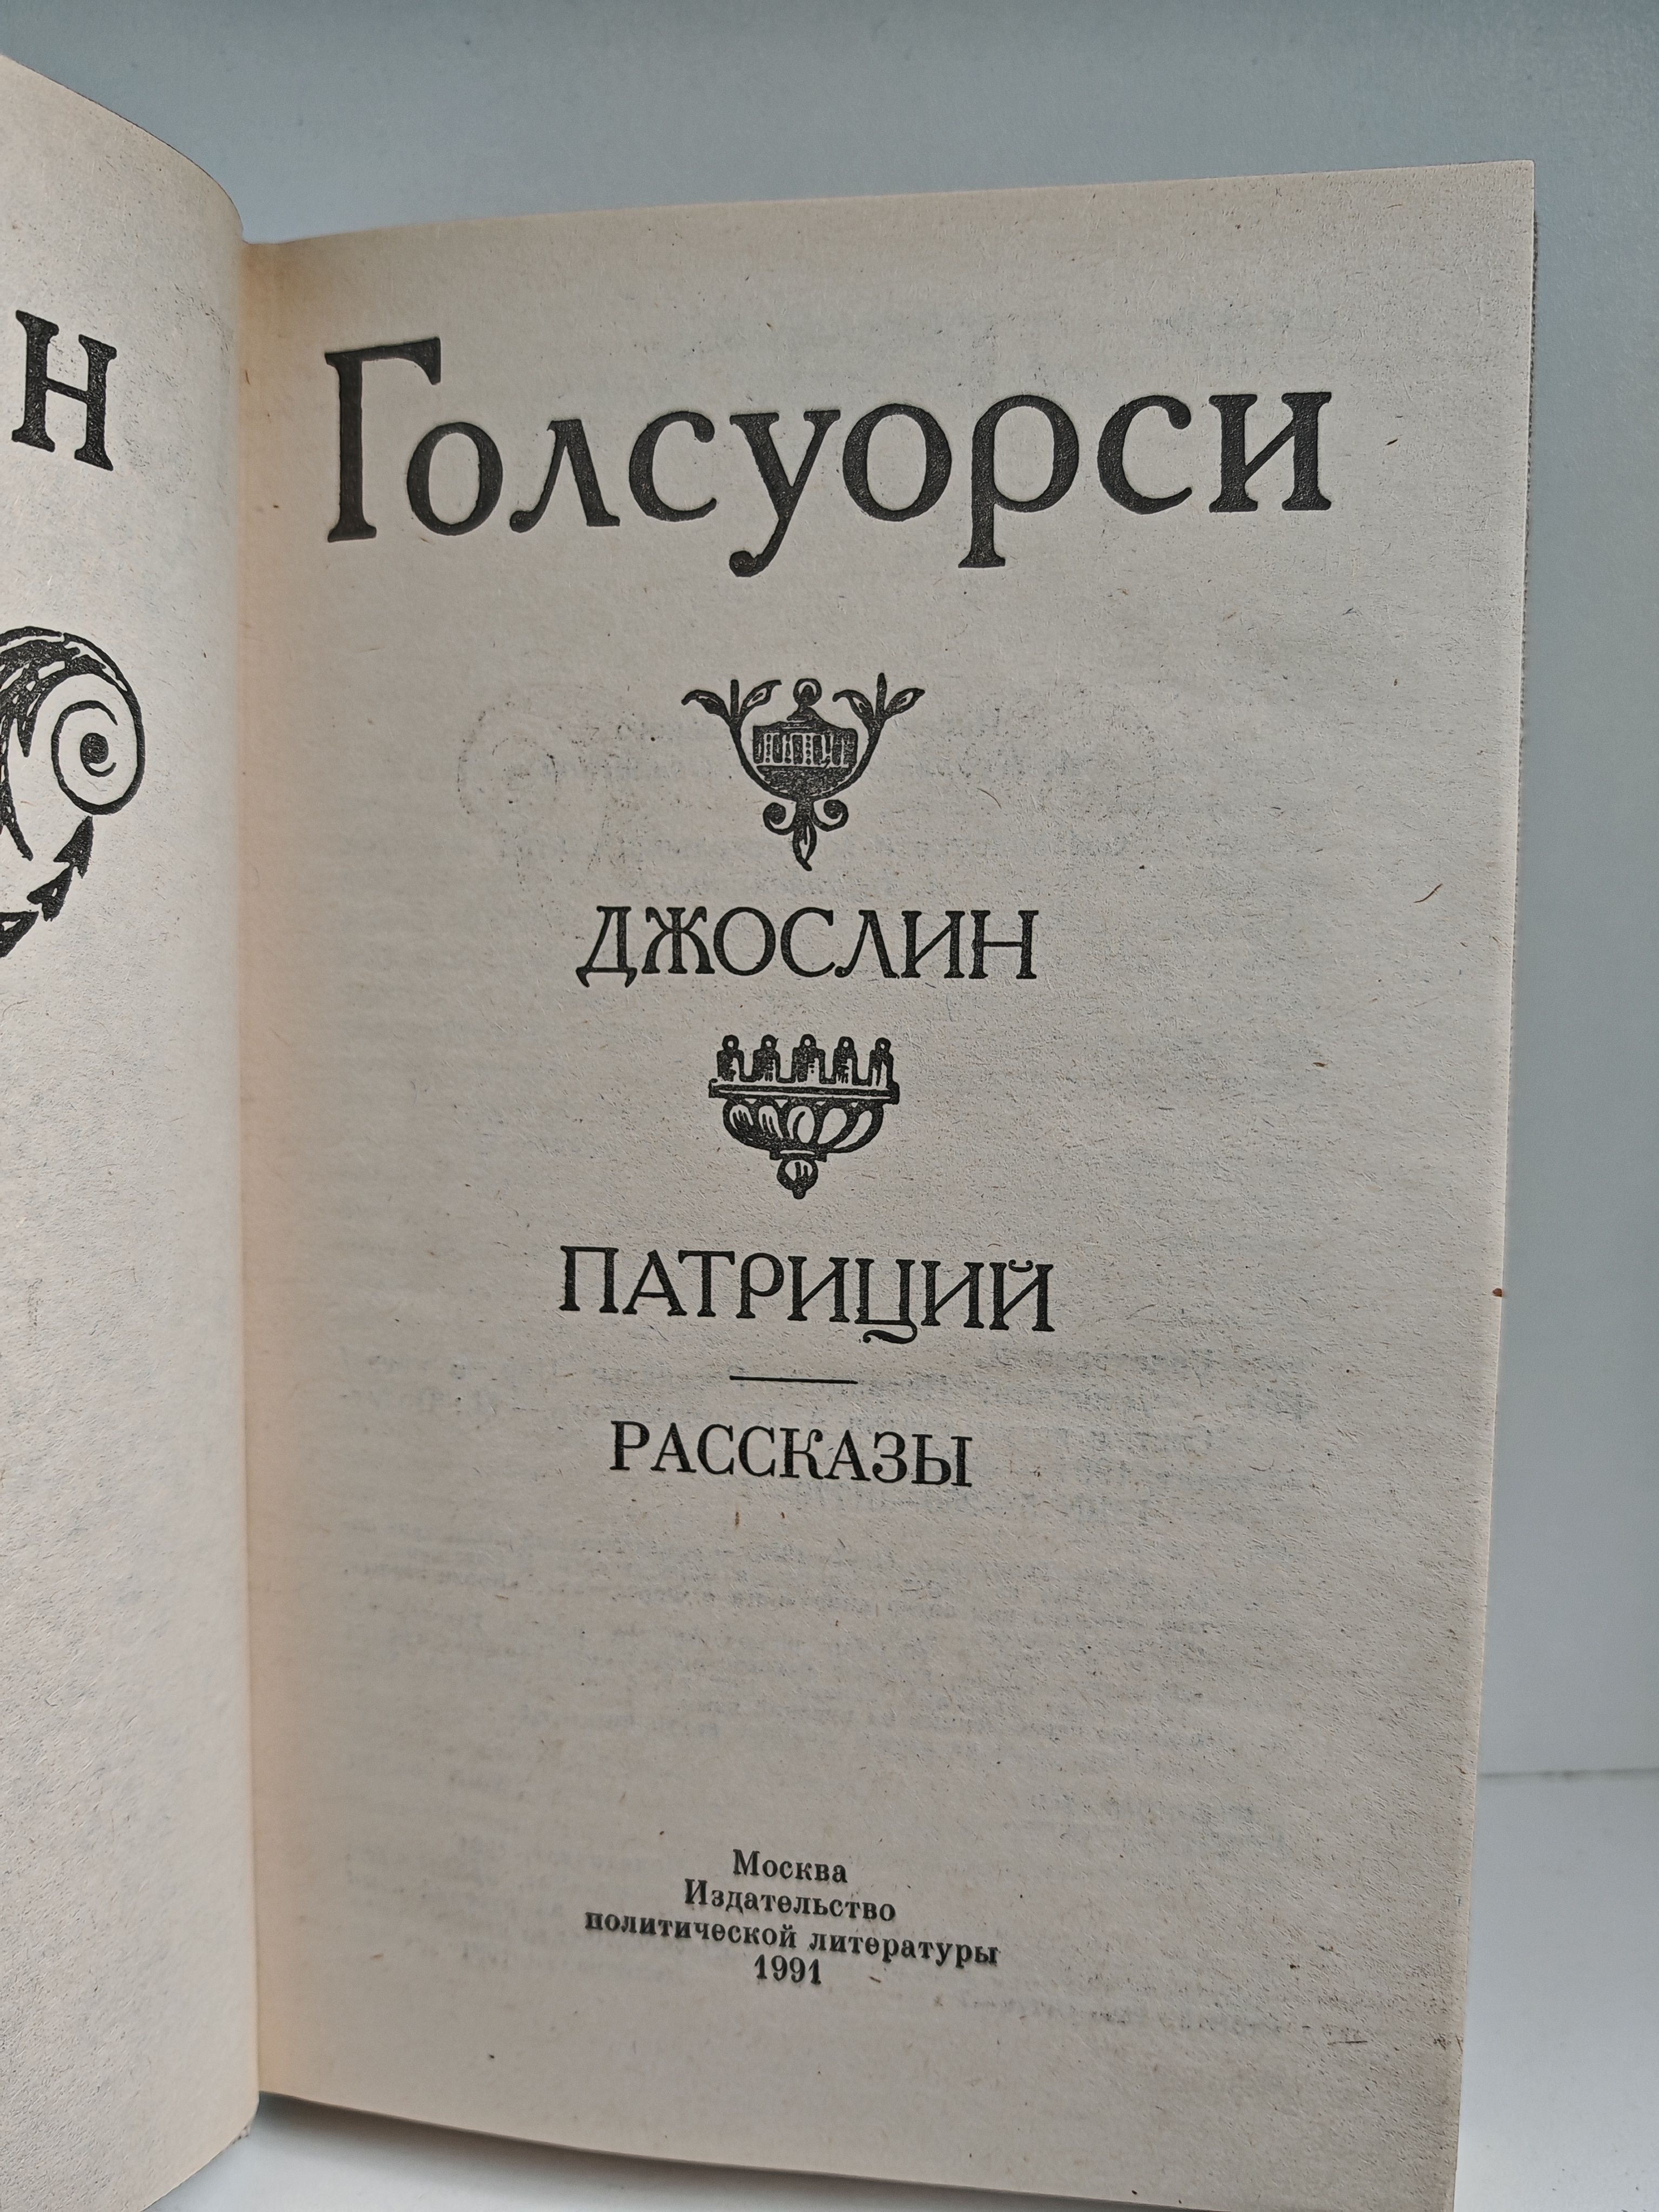 н
Голсуорси
ДЖОСЛИН
ПАТРИЦИЙ
РАССКАЗЫ
Москва
Издательство
политической литературы
1991